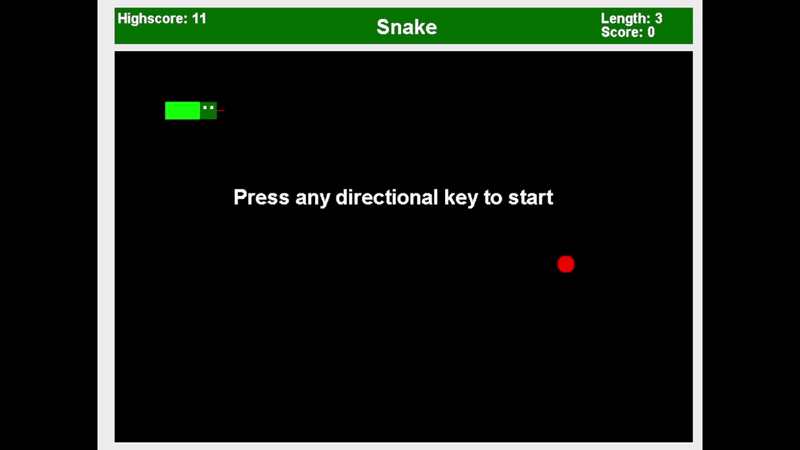 Highscore: 11
Snake
Length: 3
Score: 0
Press any directional key to start